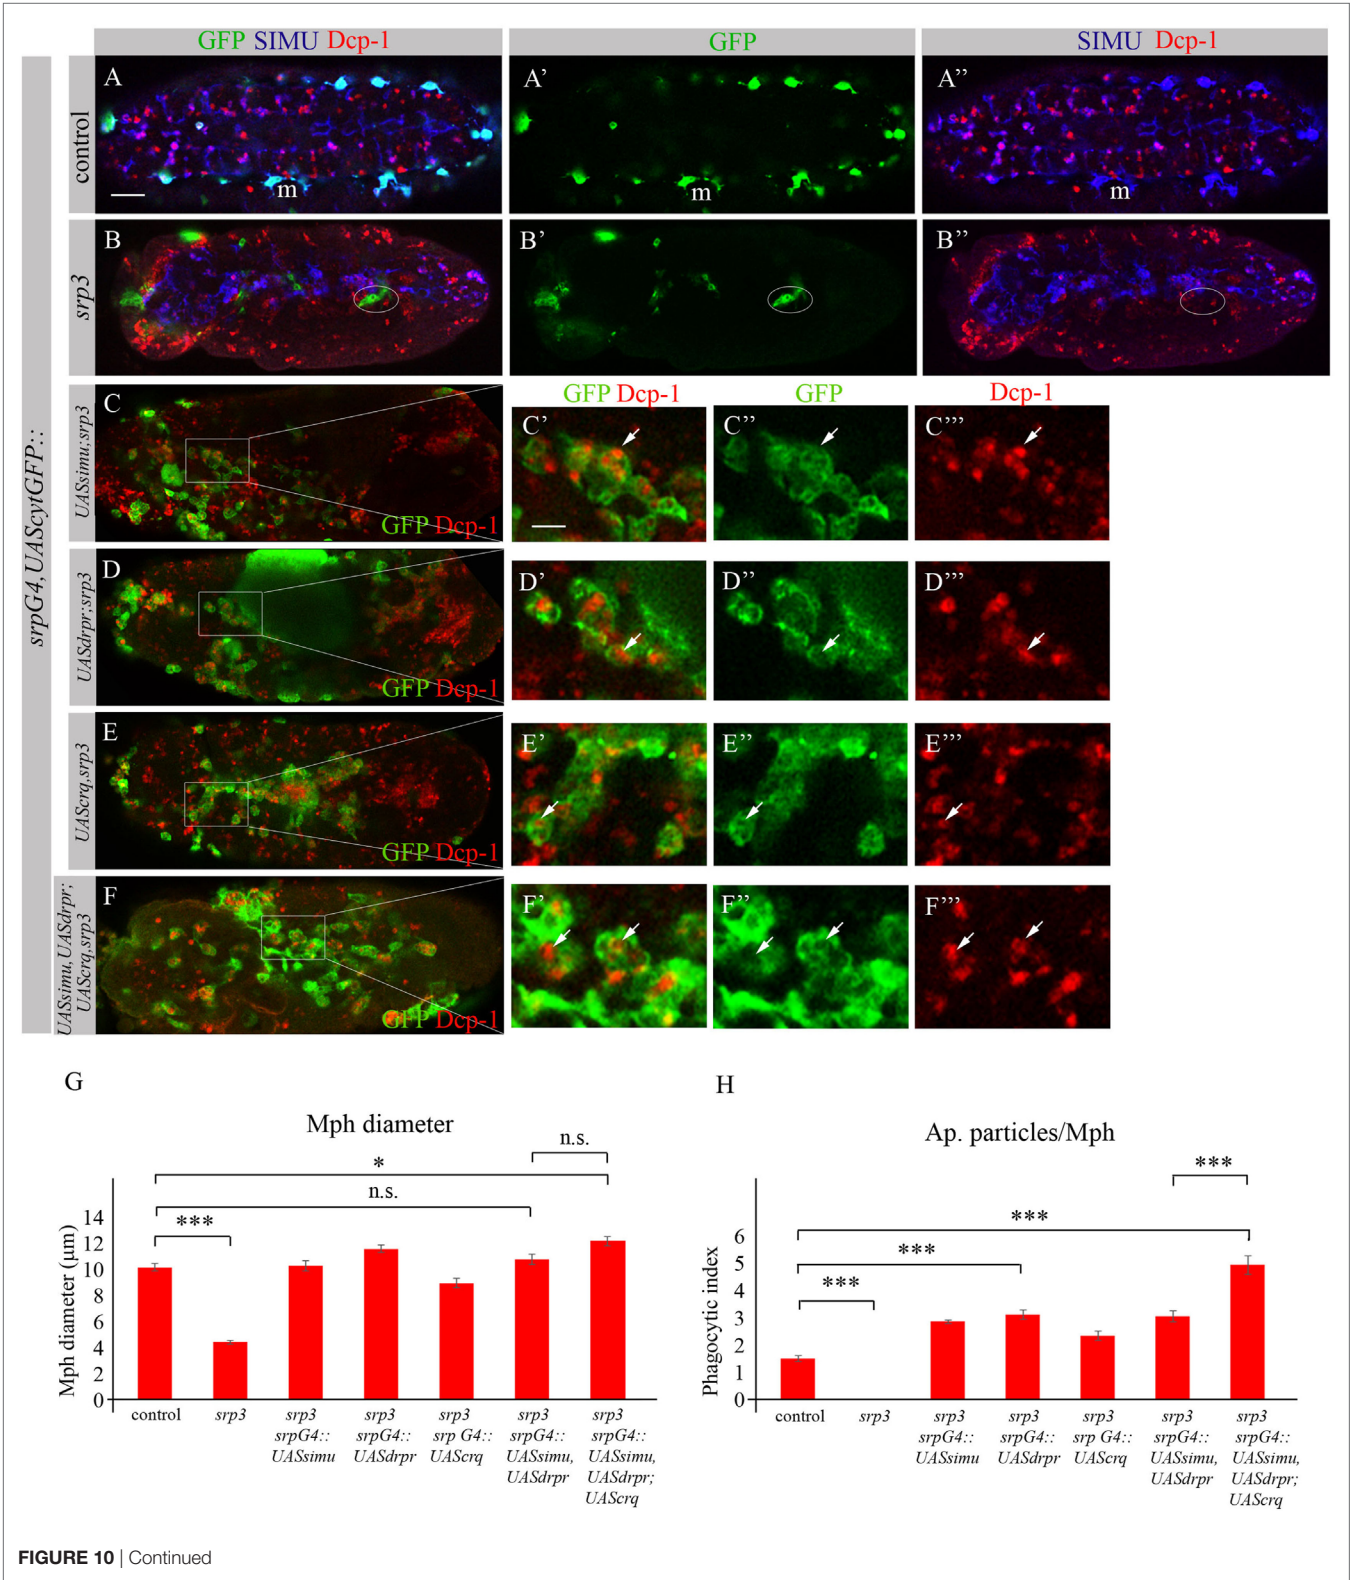 GFP SIMU Dcp-1
GFP
SIMU Dcp-1
srpG4,UAScytGFP::
control
A
m
A’
m
A’’
m
srp3
B
B’
B’’
UASsimu;srp3
C
GFP Dcp-1
GFP Dcp-1
GFP
Dcp-1
C’
C’’
C’’’
UASdrpr;srp3
D
GFP Dcp-1
D’
D’’
D’’’
UAScrq,srp3
E
GFP Dcp-1
E’
E’’
E’’’
UASsimu,UASdrpr;
UAScrq,srp3
F
GFP Dcp-1
F’
F’’
F’’’
G
Mph diameter
n.s.
*
n.s.
***
Mph diameter (µm)
14
12
10
8
6
4
2
0
control
srp3
srp3
srpG4::
UASsimu
srp3
srpG4::
UASdrpr
srp3
srp G4::
UAScrq
srp3
srpG4::
UASsimu,
UASdrpr
srp3
srpG4::
UASsimu,
UASdrpr;
UAScrq
H
Ap. particles/Mph
***
***
***
***
Phagocytic index
6
5
4
3
2
1
0
control
srp3
srp3
srpG4::
UASsimu
srp3
srpG4::
UASdrpr
srp3
srp G4::
UAScrq
srp3
srpG4::
UASsimu,
UASdrpr
srp3
srpG4::
UASsimu,
UASdrpr;
UAScrq
FIGURE 10 | Continued